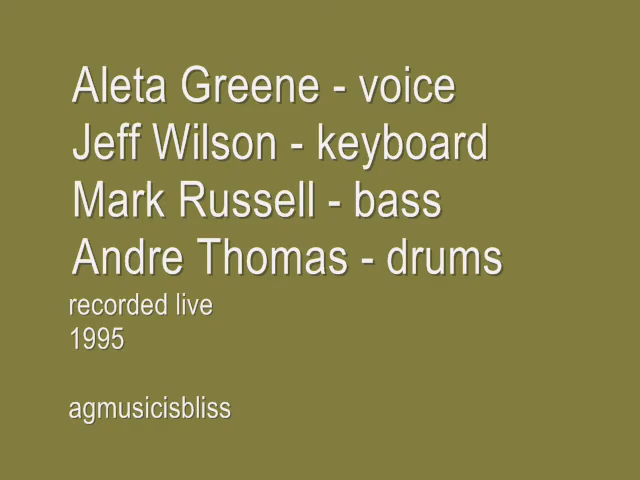 Aleta Greene - voice
Jeff Wilson - keyboard
Mark Russell - bass
Andre Thomas - drums
recorded live
1995
agmusicisbliss